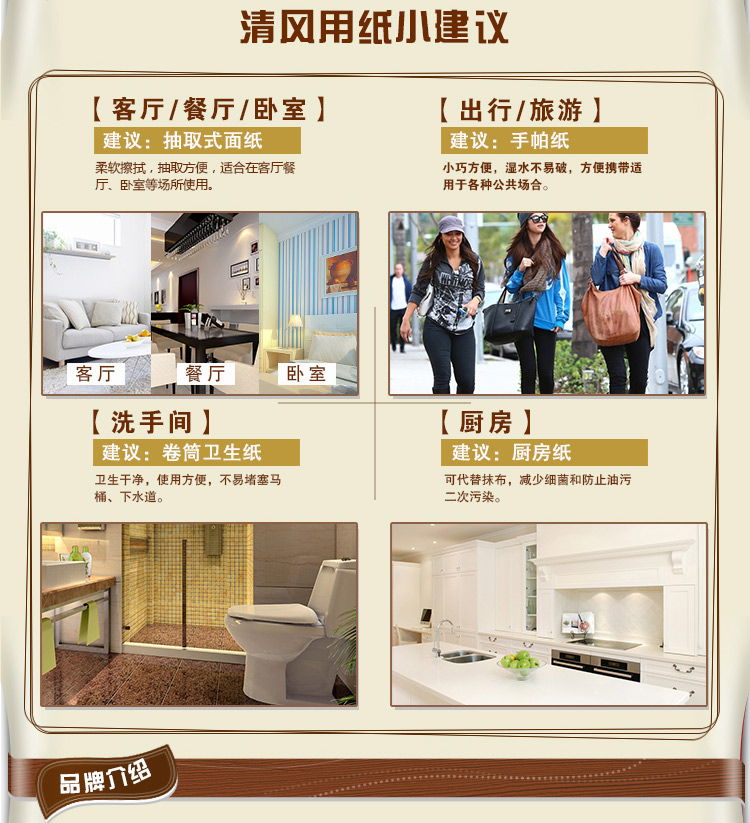 清风用纸小建议
【客厅/餐厅/卧室】
建议：抽取式面纸
柔软擦拭，抽取方便，适合在客厅餐
厅、卧室等场所使用。
客厅
餐厅
卧室
【出行/旅游】
建议：手帕纸
小巧方便，湿水不易破，方便携带适
用于各种公共场合。
【洗手间】
建议：卷筒卫生纸
卫生干净，使用方便，不易堵塞马
桶、下水道。
【厨房】
建议：厨房纸
可代替抹布，减少细菌和防止油污
二次污染。
品牌介绍